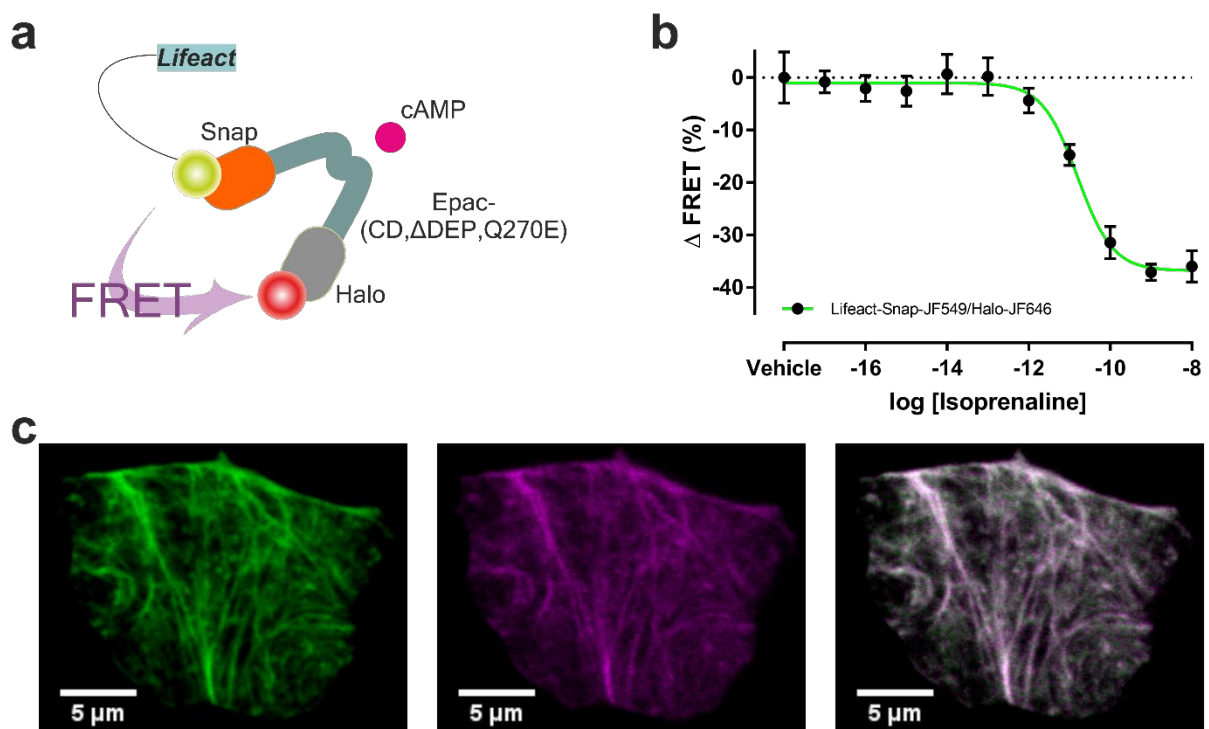 a
Lifeact
Snap
cAMP
Epac-
(CD,ΔDEP,Q270E)
FRET
Halo
b
Δ FRET (%)
0
-10
-20
-30
-40
Lifeact-Snap-JF549/Halo-JF646
Vehicle -16 -14 -12 -10 -8
log [Isoprenaline]
c
5 µm
5 µm
5 µm